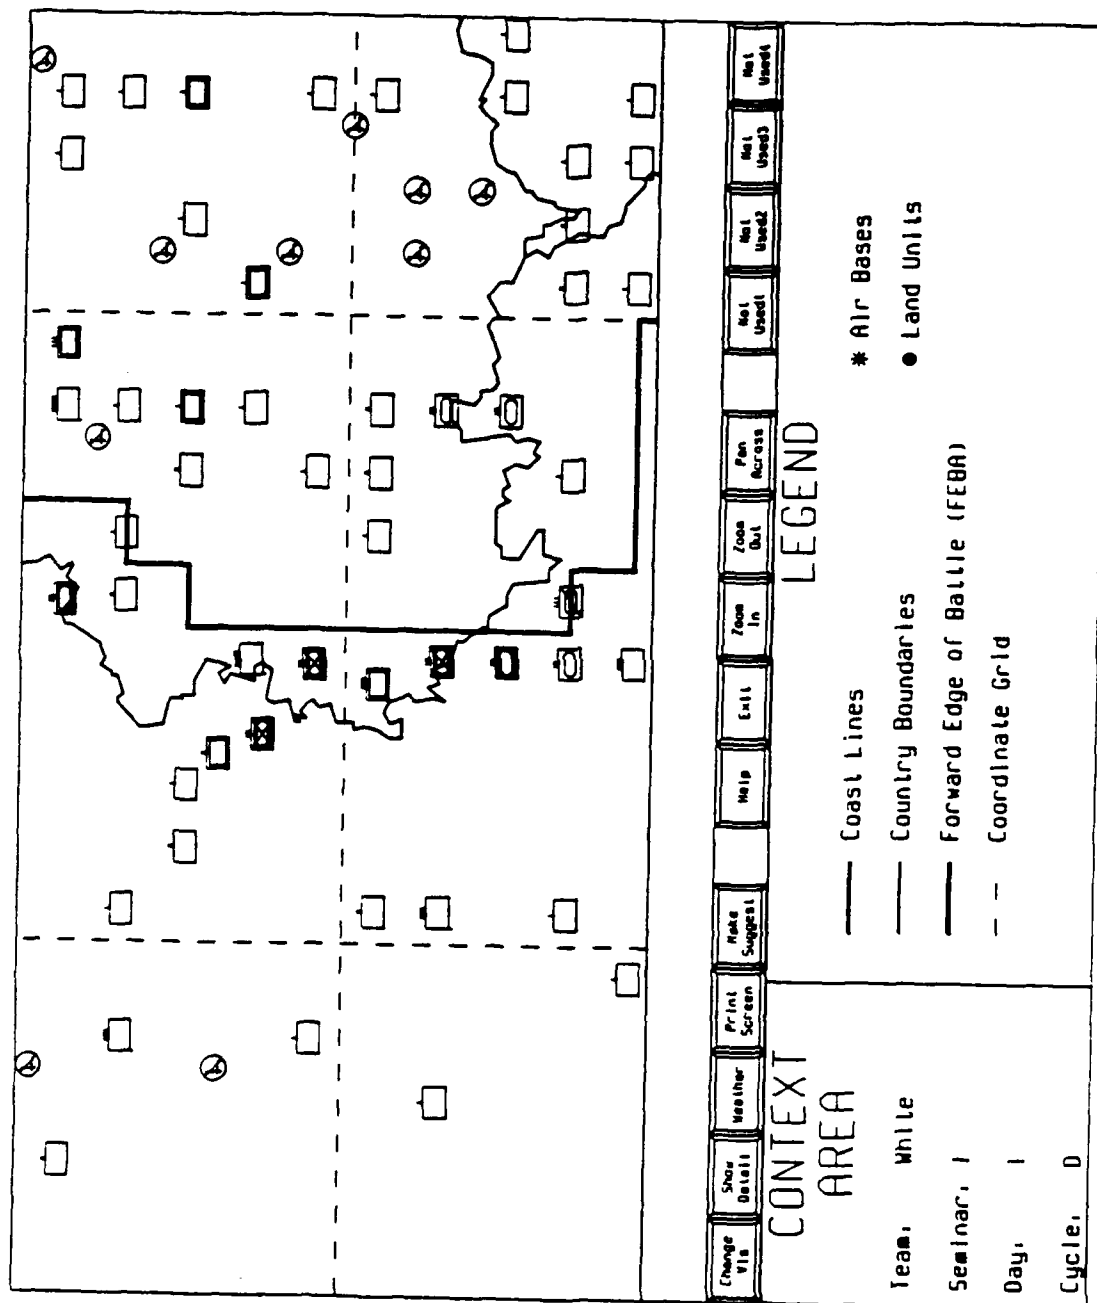 Change
Vis
Show
Detail
Weather
Print
Screen
Make
Suggest
Help
Exit
Zoom
In
Zoom
Out
Pan
Across
Not
Used1
Not
Used2
Not
Used3
Not
Used4
CONTEXT
AREA
Team: White
Seminar: 1
Day: 1
Cycle: D
LEGEND
Coast Lines
Country Boundaries
Forward Edge of Battle (FEBA)
Coordinate Grid
Air Bases
Land Units